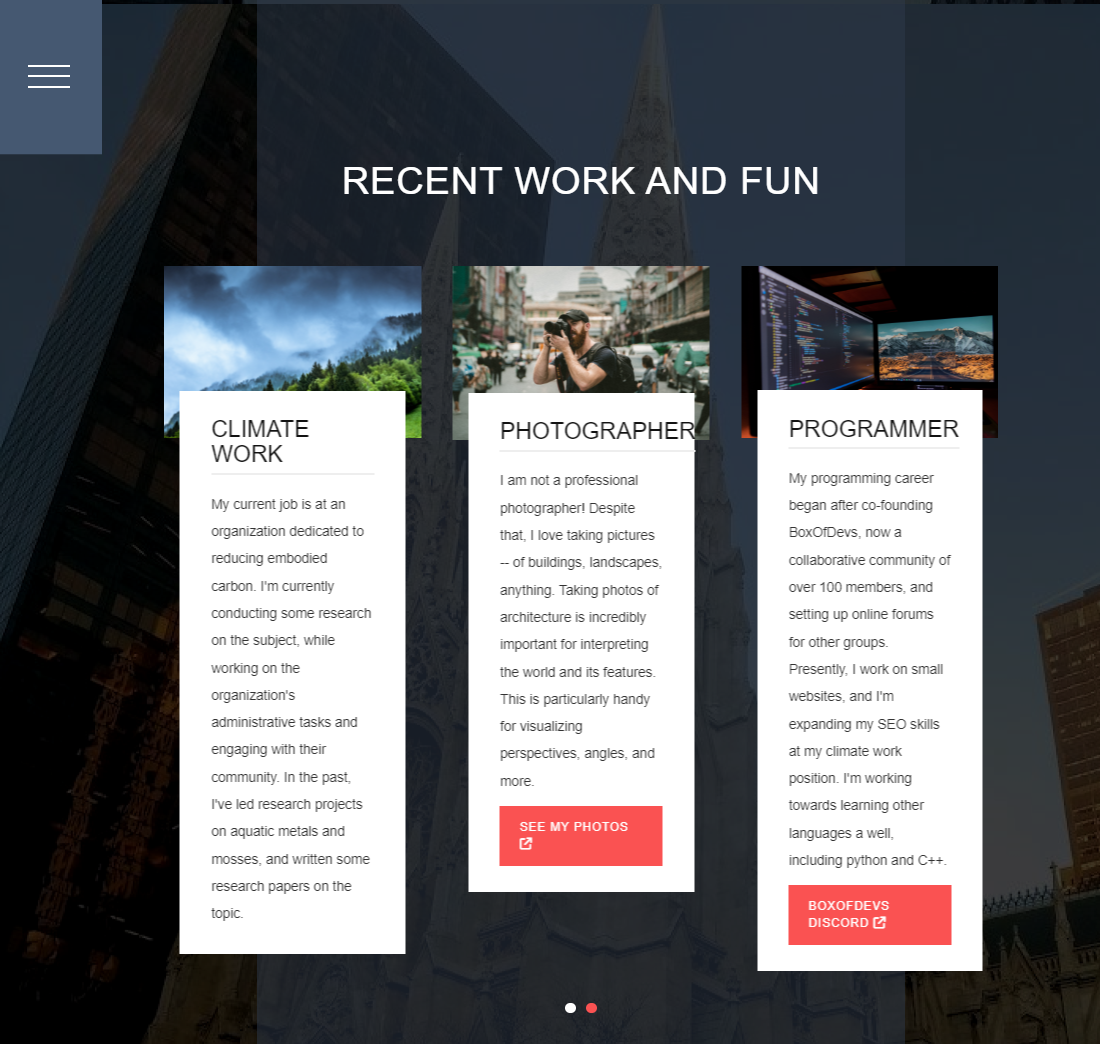 RECENT WORK AND FUN
CLIMATE
WORK
My current job is at an
organization dedicated to
reducing embodied
carbon. I'm currently
conducting some research
on the subject, while
working on the
organization's
administrative tasks and
engaging with their
community. In the past,
I've led research projects
on aquatic metals and
mosses, and written some
research papers on the
topic.
PHOTOGRAPHER
I am not a professional
photographer! Despite
that, I love taking pictures
-- of buildings, landscapes,
anything. Taking photos of
architecture is incredibly
important for interpreting
the world and its features.
This is particularly handy
for visualizing
perspectives, angles, and
more.
SEE MY PHOTOS
PROGRAMMER
My programming career
began after co-founding
BoxOfDevs, now a
collaborative community of
over 100 members, and
setting up online forums
for other groups.
Presently, I work on small
websites, and I'm
expanding my SEO skills
at my climate work
position. I'm working
towards learning other
languages a well,
including python and C++.
BOXOFDEVS
DISCORD